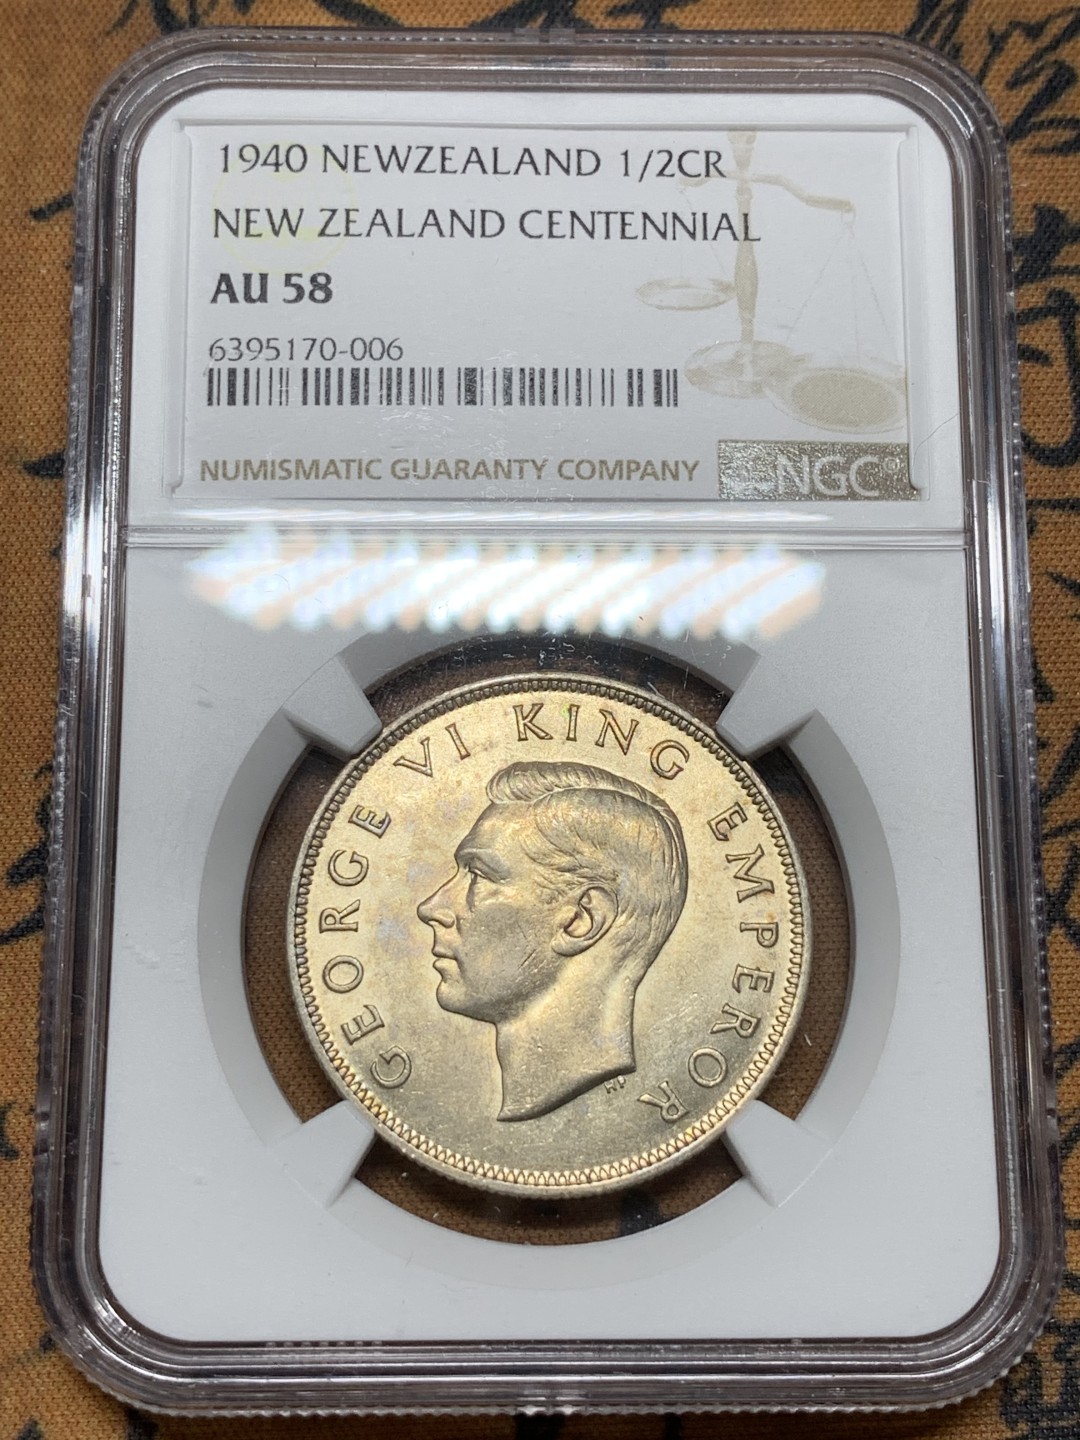 1940 NEWZEALAND 1/2CR
NEW ZEALAND CENTENNIAL
AU 58
6395170-006
NUMISMATIC GUARANTY COMPANY
NGC®
GEORGE VI KING EMPEROR
HP